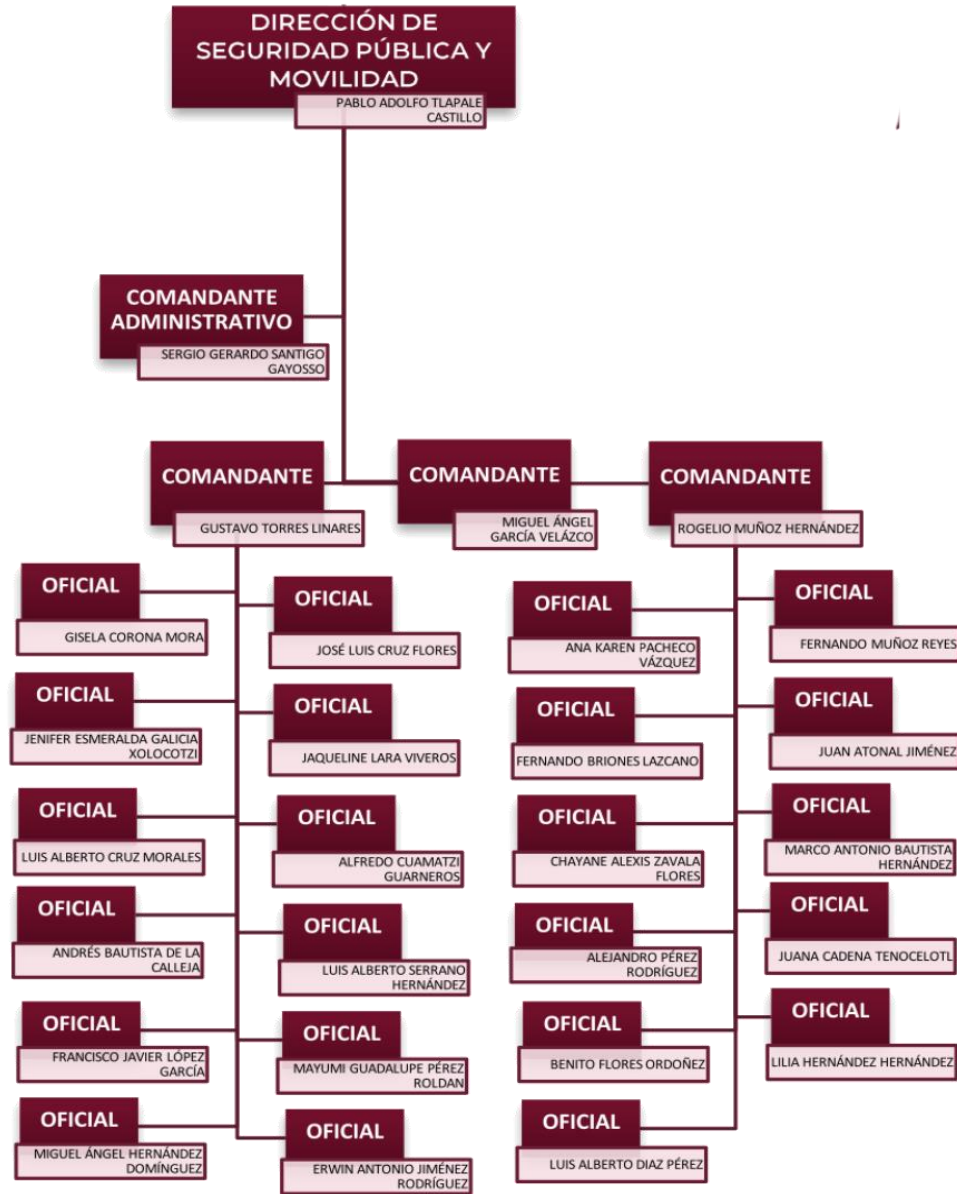 DIRECCIÓN DE
SEGURIDAD PÚBLICA Y
MOVILIDAD
PABLO ADOLFO TLAPALE
CASTILLO
COMANDANTE
ADMINISTRATIVO
SERGIO GERARDO SANTIGO
GAYOSSO
COMANDANTE
GUSTAVO TORRES LINARES
COMANDANTE
MIGUEL ÁNGEL
GARCÍA VELÁZCO
COMANDANTE
ROGELIO MUÑOZ HERNÁNDEZ
OFICIAL
GISELA CORONA MORA
OFICIAL
JOSÉ LUIS CRUZ FLORES
OFICIAL
JENIFER ESMERALDA GALICIA
XOLOCOTZI
OFICIAL
JAQUELINE LARA VIVEROS
OFICIAL
LUIS ALBERTO CRUZ MORALES
OFICIAL
ALFREDO CUAMATZI
GUARNEROS
OFICIAL
ANDRÉS BAUTISTA DE LA
CALLEJA
OFICIAL
LUIS ALBERTO SERRANO
HERNÁNDEZ
OFICIAL
FRANCISCO JAVIER LÓPEZ
GARCÍA
OFICIAL
MAYUMI GUADALUPE PÉREZ
ROLDAN
OFICIAL
MIGUEL ÁNGEL HERNÁNDEZ
DOMÍNGUEZ
OFICIAL
ERWIN ANTONIO JIMÉNEZ
RODRÍGUEZ
OFICIAL
ANA KAREN PACHECO
VÁZQUEZ
OFICIAL
FERNANDO MUÑOZ REYES
OFICIAL
FERNANDO BRIONES LAZCANO
OFICIAL
JUAN ATONAL JIMÉNEZ
OFICIAL
CHAYANE ALEXIS ZAVALA
FLORES
OFICIAL
MARCO ANTONIO BAUTISTA
HERNÁNDEZ
OFICIAL
ALEJANDRO PÉREZ
RODRÍGUEZ
OFICIAL
JUANA CADENA TENOCELOTL
OFICIAL
BENITO FLORES ORDOÑEZ
OFICIAL
LILIA HERNÁNDEZ HERNÁNDEZ
OFICIAL
LUIS ALBERTO DIAZ PÉREZ